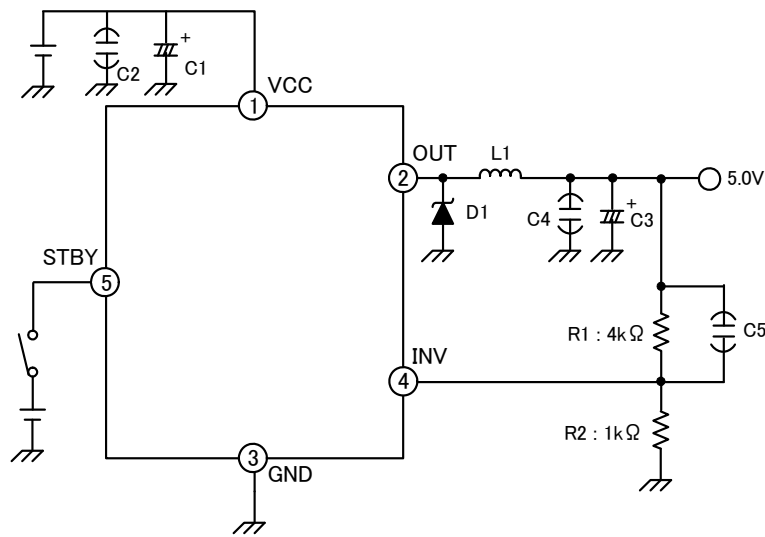 C2
+
C1
VCC
1
OUT
2
L1
5.0V
D1
C4
+
C3
STBY
5
R1 : 4kΩ
C5
INV
4
R2 : 1kΩ
3
GND